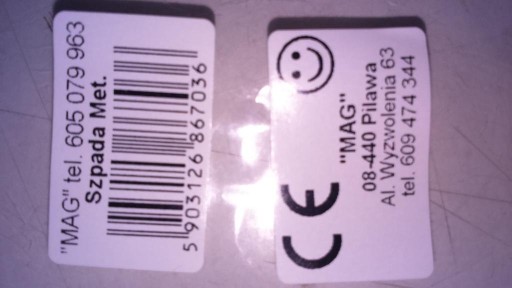 "MAG" tel. 605 079 963
Szpada Met.
5 903126 867036
"MAG"
08-440 Pilawa
Al. Wyzwolenia 63
tel. 609 474 344
CE